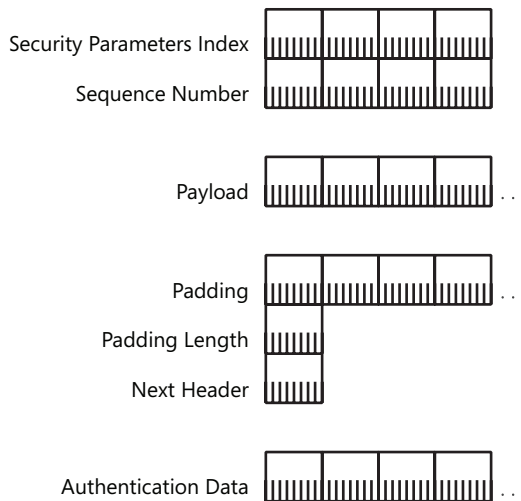 Security Parameters Index
Sequence Number
Payload . .
Padding . .
Padding Length
Next Header
Authentication Data . .